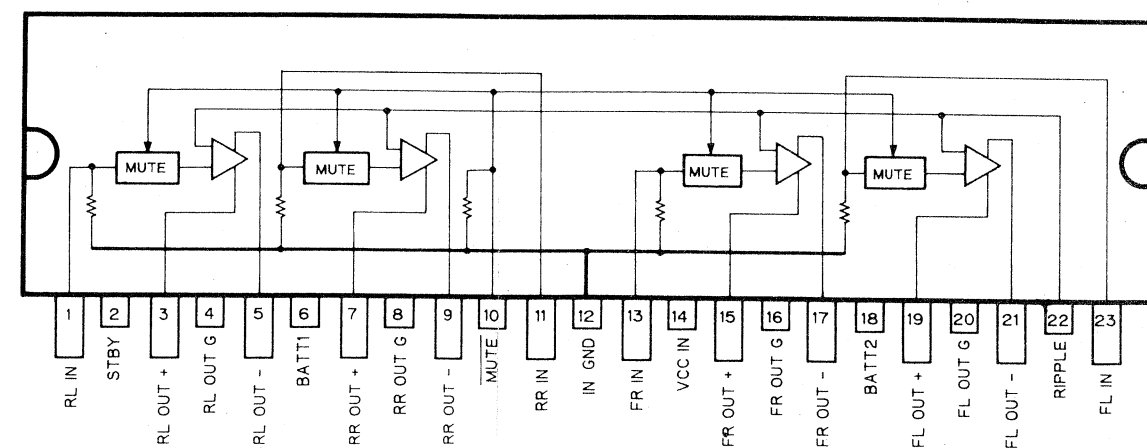 MUTE
MUTE
MUTE
MUTE
1
2
3
4
5
6
7
8
9
10
11
12
13
14
15
16
17
18
19
20
21
22
23
RL IN
STBY
RL OUT +
RL OUT G
RL OUT -
BATT1
RR OUT +
RR OUT G
RR OUT -
MUTE
RR IN
IN GND
FR IN
VCC IN
FR OUT +
FR OUT G
FR OUT -
BATT2
FL OUT +
FL OUT G
FL OUT -
RIPPLE
FL IN